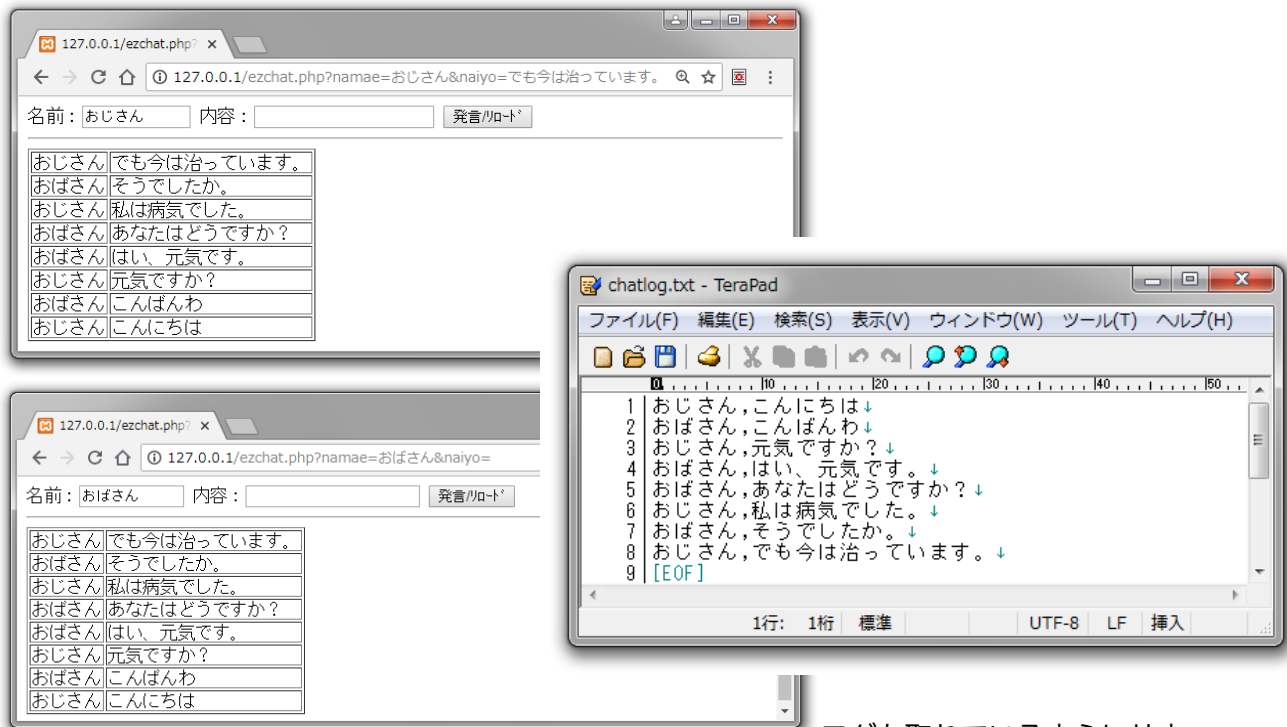 127.0.0.1/ezchat.php?
127.0.0.1/ezchat.php?namae=おじさん&naiyo=でも今は治っています。
名前：おじさん 内容： 発言/ﾘﾛｰﾄﾞ
おじさん でも今は治っています。
おばさん そうでしたか。
おじさん 私は病気でした。
おばさん あなたはどうですか？
おばさん はい、元気です。
おじさん 元気ですか？
おばさん こんばんわ
おじさん こんにちは
chatlog.txt - TeraPad
ファイル(F) 編集(E) 検索(S) 表示(V) ウィンドウ(W) ツール(T) ヘルプ(H)
0 10 20 30 40 50
1 おじさん,こんにちは↓
2 おばさん,こんばんわ↓
3 おじさん,元気ですか？↓
4 おばさん,はい、元気です。↓
5 おばさん,あなたはどうですか？↓
6 おじさん,私は病気でした。↓
7 おばさん,そうでしたか。↓
8 おじさん,でも今は治っています。↓
9 [EOF]
1行: 1桁 標準 UTF-8 LF 挿入
127.0.0.1/ezchat.php?
127.0.0.1/ezchat.php?namae=おばさん&naiyo=
名前：おばさん 内容： 発言/ﾘﾛｰﾄﾞ
おじさん でも今は治っています。
おばさん そうでしたか。
おじさん 私は病気でした。
おばさん あなたはどうですか？
おばさん はい、元気です。
おじさん 元気ですか？
おばさん こんばんわ
おじさん こんにちは